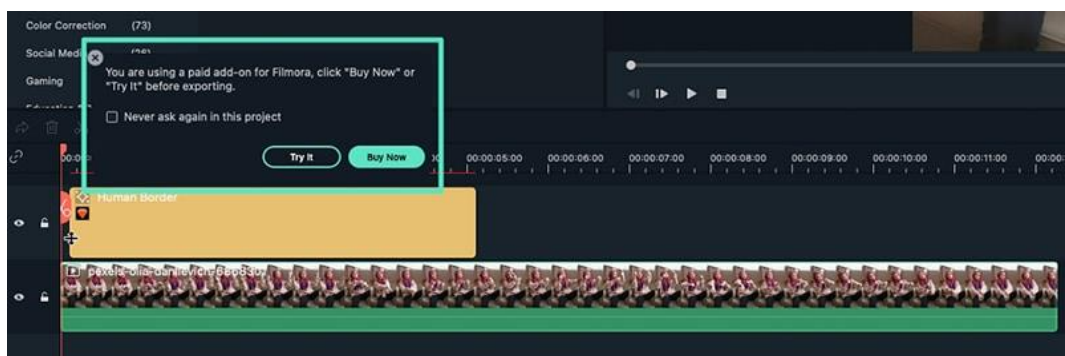 Color Correction (73)
Social Medi (26)
Gaming
You are using a paid add-on for Filmora, click "Buy Now" or
"Try It" before exporting.
Never ask again in this project
Try It
Buy Now
00:00:05:00 00:00:06:00 00:00:07:00 00:00:08:00 00:00:09:00 00:00:10:00 00:00:11:00 00:00:
Human Border